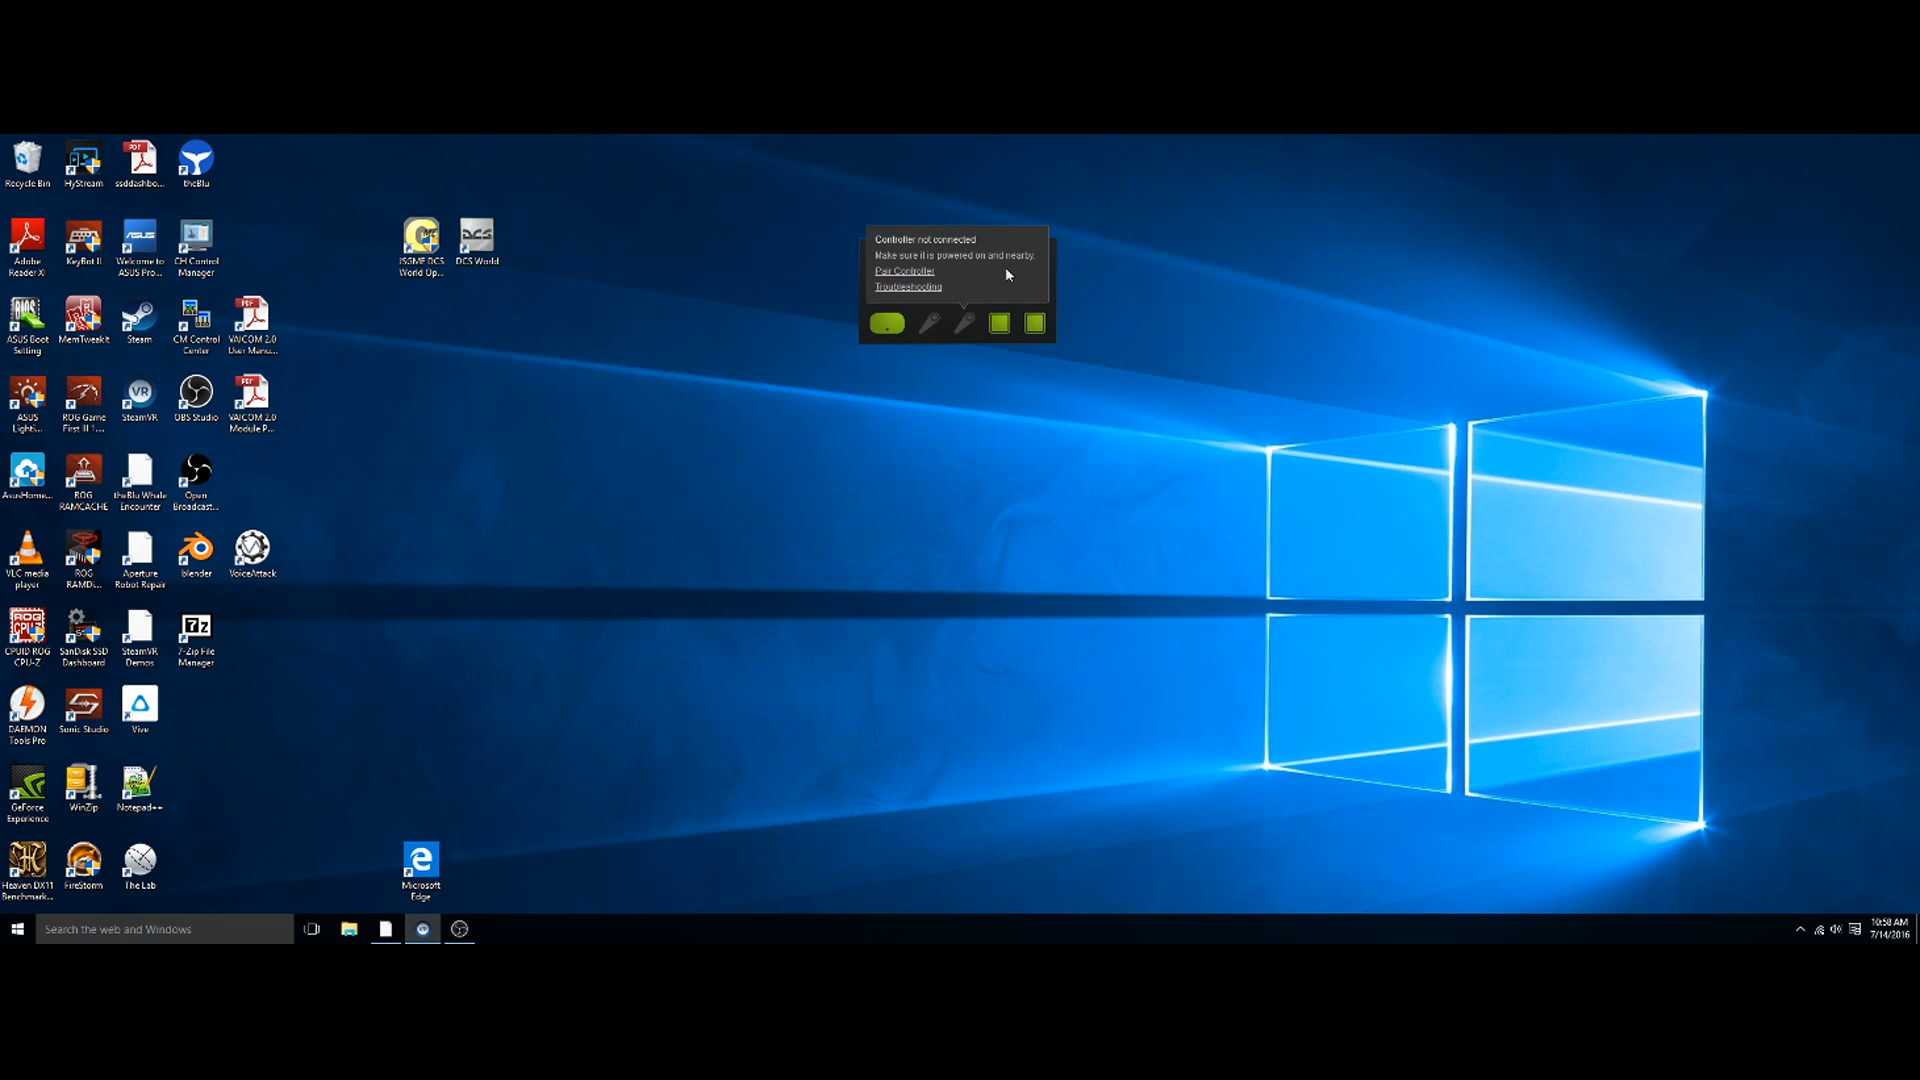 Recycle Bin
HyStream
ssddashbo...
theBlu
Adobe
Reader XI
KeyBot II
Welcome to
ASUS Pro...
CH Control
Manager
JSGME DCS
World Op...
DCS World
Controller not connected
Make sure it is powered on and nearby.
Pair Controller
Troubleshooting
ASUS Boot
Setting
MemTweakIt
Steam
CM Control
Center
VAICOM 2.0
User Manu...
ASUS
Lighti...
ROG Game
First III 1...
SteamVR
OBS Studio
VAICOM 2.0
Module P...
AsusHome...
ROG
RAMCACHE
theBlu Whale
Encounter
Open
Broadcast...
VLC media
player
ROG
RAMDi...
Aperture
Robot Repair
blender
VoiceAttack
CPUID ROG
CPU-Z
SanDisk SSD
Dashboard
SteamVR
Demos
7-Zip File
Manager
DAEMON
Tools Pro
Sonic Studio
Vive
GeForce
Experience
WinZip
Notepad++
Heaven DX11
Benchmark...
FireStorm
The Lab
Microsoft
Edge
Search the web and Windows
10:58 AM
7/14/2016